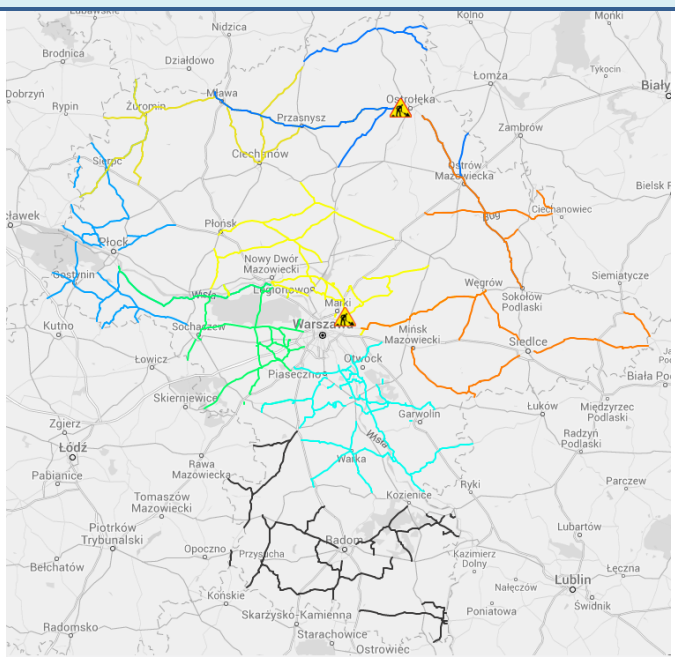 Lubawskie
Nidzica
Kolno
Mońki
Brodnica
Działdowo
Tykocin
Łomża
Biały
Dobrzyń
Mława
Ostrołęka
Rypin
Żuromin
Przasnysz
Zambrów
Sierpc
Ciechanów
Ostrów
Mazowiecka
Bielsk P
cławek
Płońsk
Bug
Ciechanowiec
Płock
Nowy Dwór
Mazowiecki
Gostynin
Węgrów
Siemiatycze
Wisła
Legionowo
Marki
Sokołów
Podlaski
Kutno
Sochaczew
Warszawa
Mińsk
Mazowiecki
Siedlce
Łowicz
Otwock
Piaseczno
Biała Po
Skierniewice
Garwolin
Łuków
Międzyrzec
Podlaski
Zgierz
Wisła
Radzyń
Podlaski
Łódź
Rawa
Mazowiecka
Warka
Pabianice
Ryki
Parczew
Tomaszów
Mazowiecki
Kozienice
Piotrków
Trybunalski
Lubartów
Radom
Opoczno
Przysucha
Kazimierz
Dolny
Bełchatów
Łęczna
Nałęczów
Lublin
Końskie
Świdnik
Poniatowa
Skarżysko-Kamienna
Radomsko
Starachowice
Ostrowiec